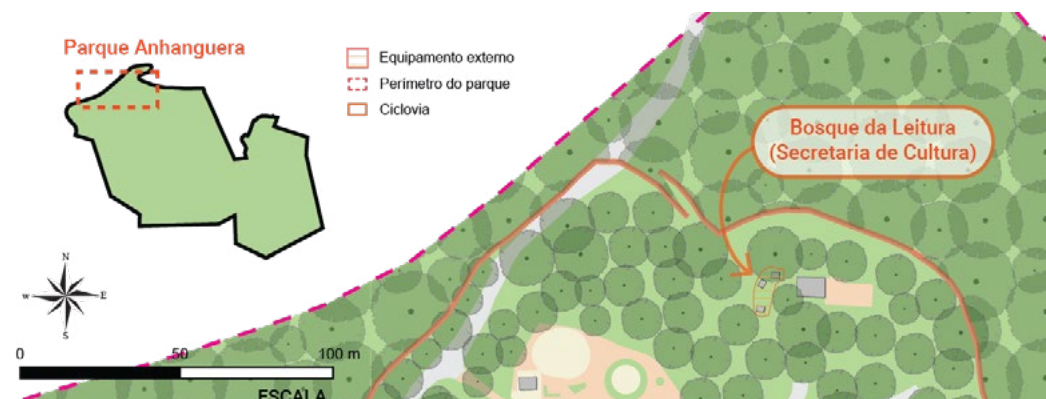 Parque Anhanguera
Equipamento externo
Perímetro do parque
Ciclovia
Bosque da Leitura
(Secretaria de Cultura)
N
W E
S
0 50 100 m
ESCALA